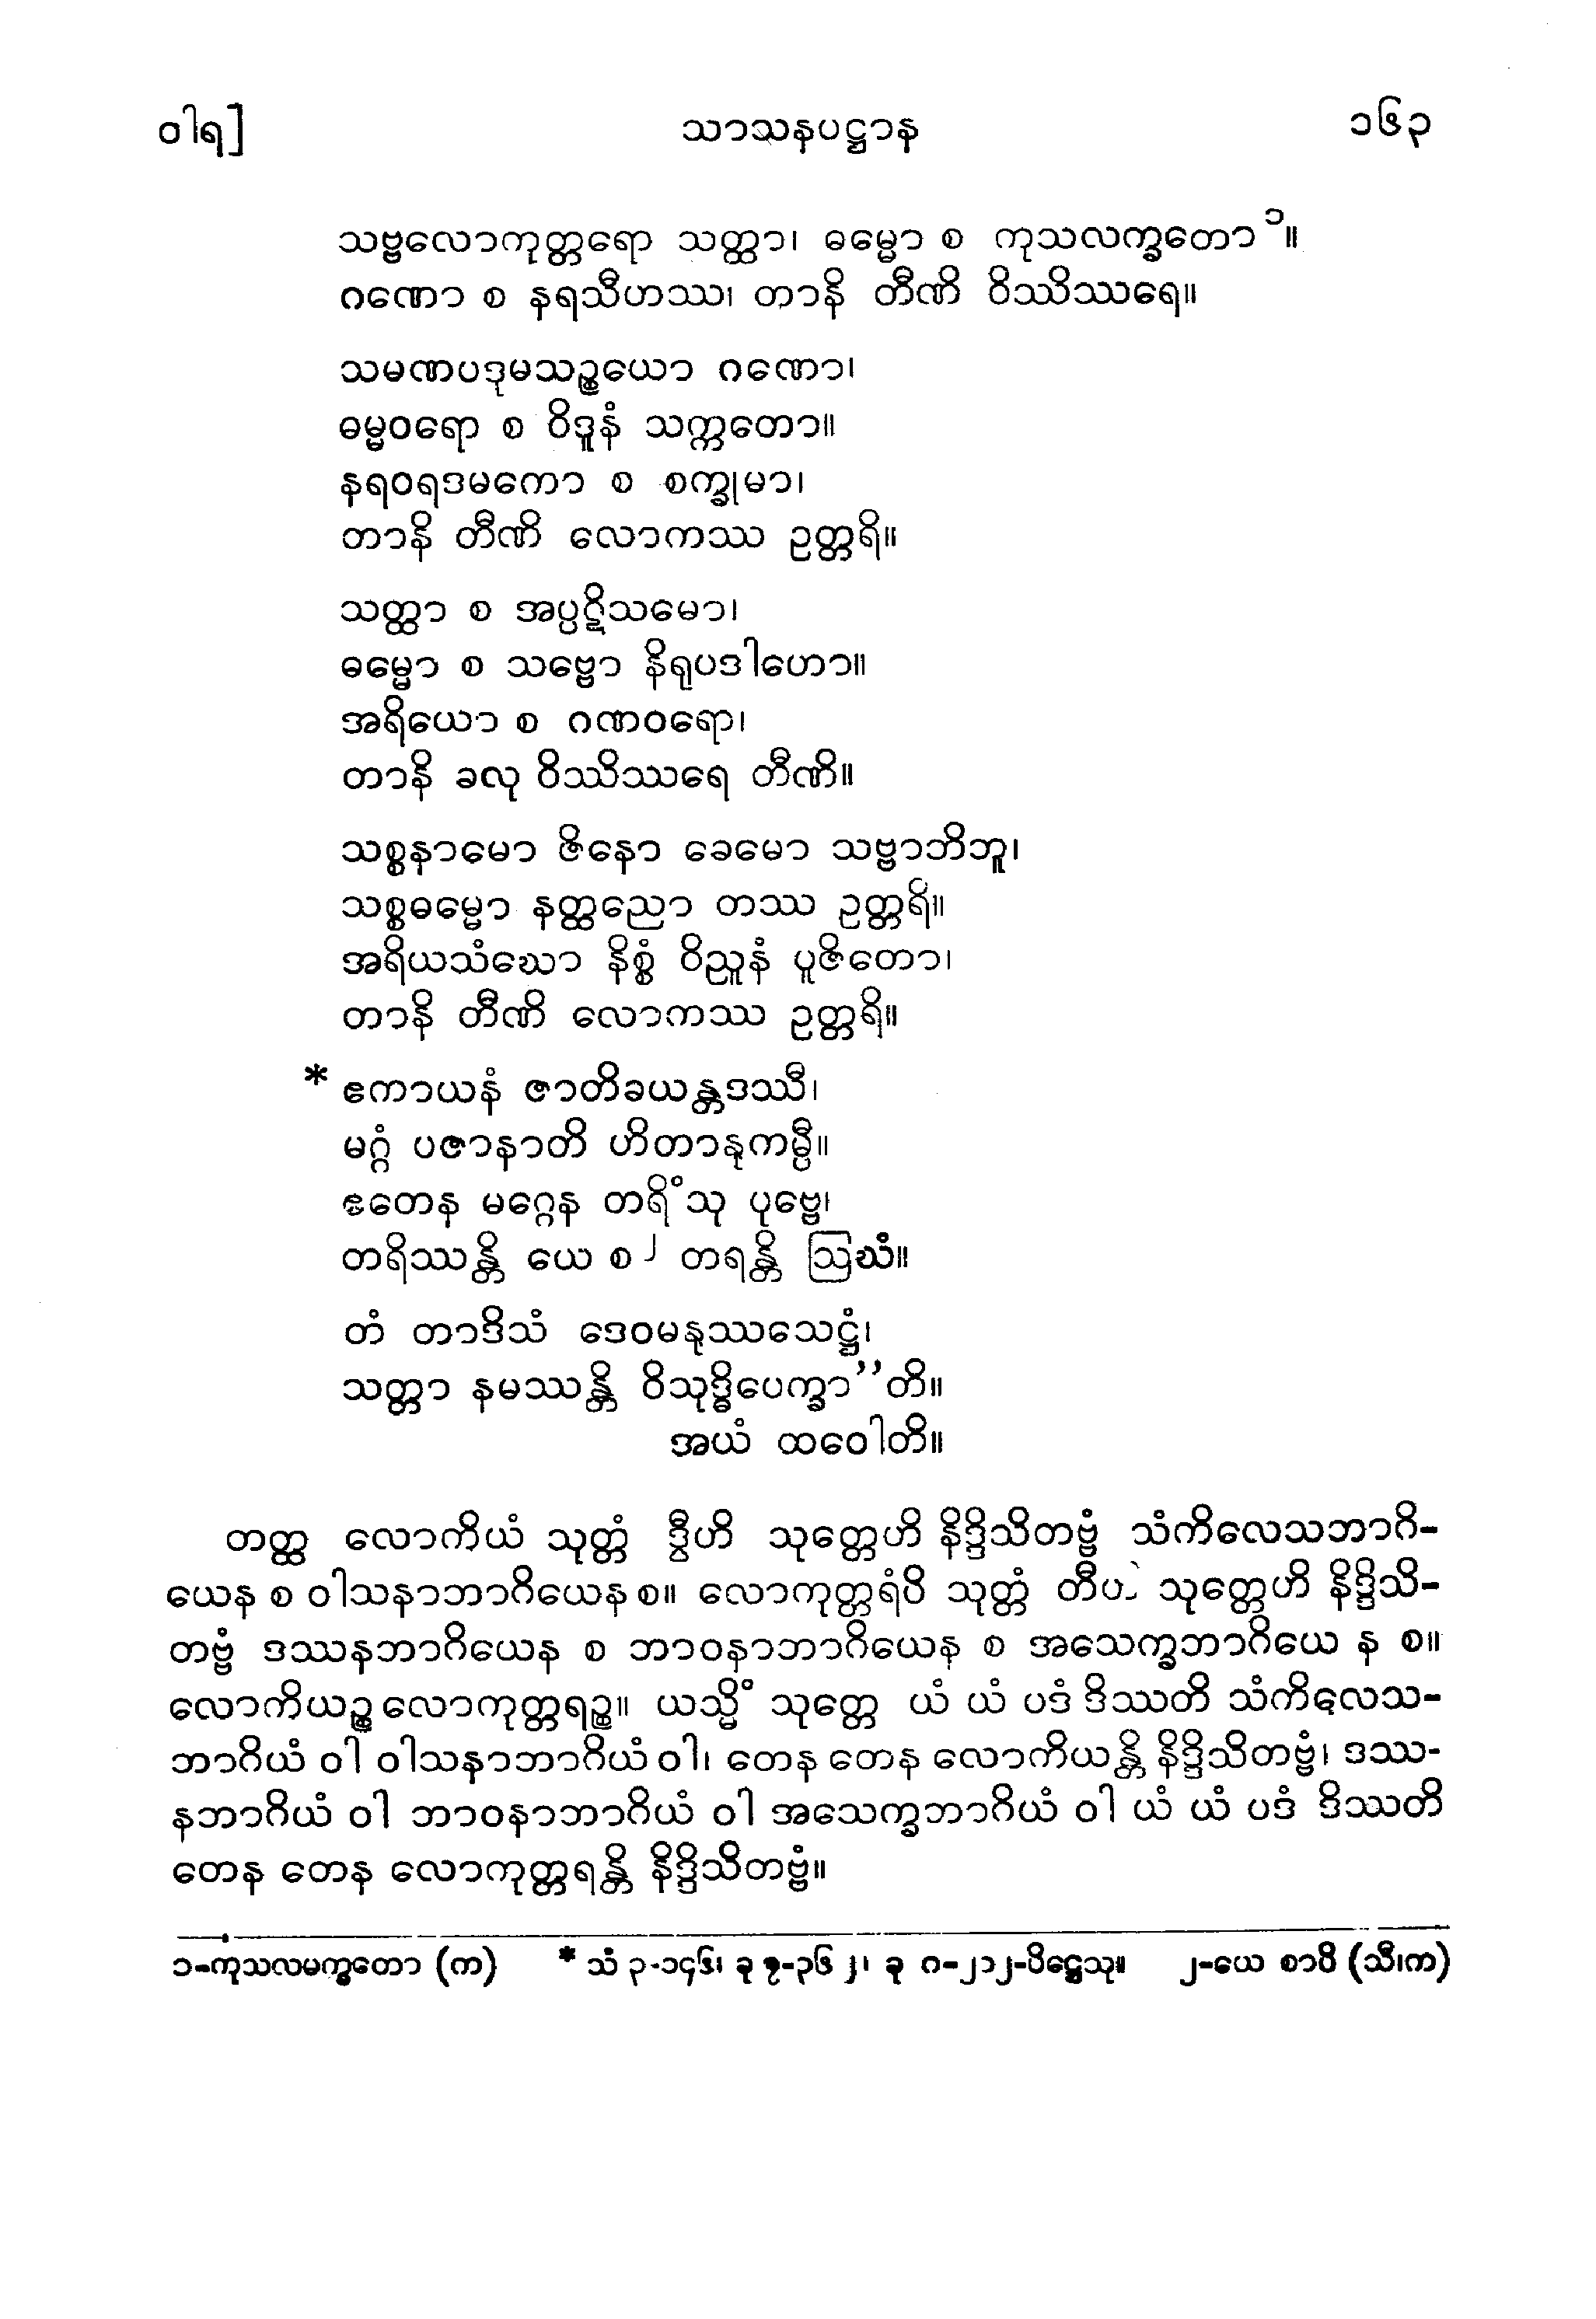 ဝါရ]
သာသနပဋ္ဌာန
၁၆၃
သဗ္ဗလောကုတ္တရော သတ္ထာ၊ ဓမ္မော စ ကုသလက္ခတော ၁။
ဂဏော စ နရသီဟဿ၊ တာနိ တီဏိ ဝိဿိဿရေ။
သမဏပဒုမသဉ္စယော ဂဏော၊
ဓမ္မဝရော စ ဝိဒူနံ သက္ကတော။
နရဝရဒမကော စ စက္ခုမာ၊
တာနိ တီဏိ လောကဿ ဥတ္တရိ။
သတ္ထာ စ အပ္ပဋိသမော၊
ဓမ္မော စ သဗ္ဗော နိရုပဒါဟော။
အရိယော စ ဂဏဝရော၊
တာနိ ခလု ဝိဿိဿရေ တီဏိ။
သစ္စနာမော ဇိနော ခေမော သဗ္ဗာဘိဘူ၊
သစ္စဓမ္မော နတ္ထညော တဿ ဥတ္တရိ။
အရိယသံဃော နိစ္စံ ဝိညူနံ ပူဇိတော၊
တာနိ တီဏိ လောကဿ ဥတ္တရိ။
* ဧကာယနံ ဇာတိခယန္တဒဿီ၊
မဂ္ဂံ ပဇာနာတိ ဟိတာနုကမ္ပီ။
ဧတေန မဂ္ဂေန တရိံသု ပုဗ္ဗေ၊
တရိဿန္တိ ယေ စ ၂ တရန္တိ ဩဃံ။
တံ တာဒိသံ ဒေဝမနုဿသေဋ္ဌံ၊
သတ္တာ နမဿန္တိ ဝိသုဒ္ဓိပေက္ခာ’’တိ။
အယံ ထဝေါတိ။
တတ္ထ လောကိယံ သုတ္တံ ဒွီဟိ သုတ္တေဟိ နိဒ္ဒိသိတဗ္ဗံ သံကိလေသဘာဂိ-
ယေန စ ဝါသနာဘာဂိယေန စ။ လောကုတ္တရံပိ သုတ္တံ သုတ္တေဟိ နိဒ္ဒိသိ-
တဗ္ဗံ ဒဿနဘာဂိယေန စ ဘာဝနာဘာဂိယေန စ အသေက္ခဘာဂိယေ န စ။
လောကိယဉ္စ လောကုတ္တရဉ္စ။ ယသ္မိံ သုတ္တေ ယံ ယံ ပဒံ ဒိဿတိ သံကိလေသ-
ဘာဂိယံ ဝါ ဝါသနာဘာဂိယံ ဝါ၊ တေန တေန လောကိယန္တိ နိဒ္ဒိသိတဗ္ဗံ၊ ဒဿ-
နဘာဂိယံ ဝါ ဘာဝနာဘာဂိယံ ဝါ အသေက္ခဘာဂိယံ ဝါ ယံ ယံ ပဒံ ဒိဿတိ
တေန တေန လောကုတ္တရန္တိ နိဒ္ဒိသိတဗ္ဗံ။
၁-ကုသလမက္ခတော (က) * သံ ၃-၁၄၆၊ ခု ၇-၃၆၂၊ ခု ဂ-၂၁၂-ပိဋ္ဌေသု။ ၂-ယေ စာပိ (သီ၊က)